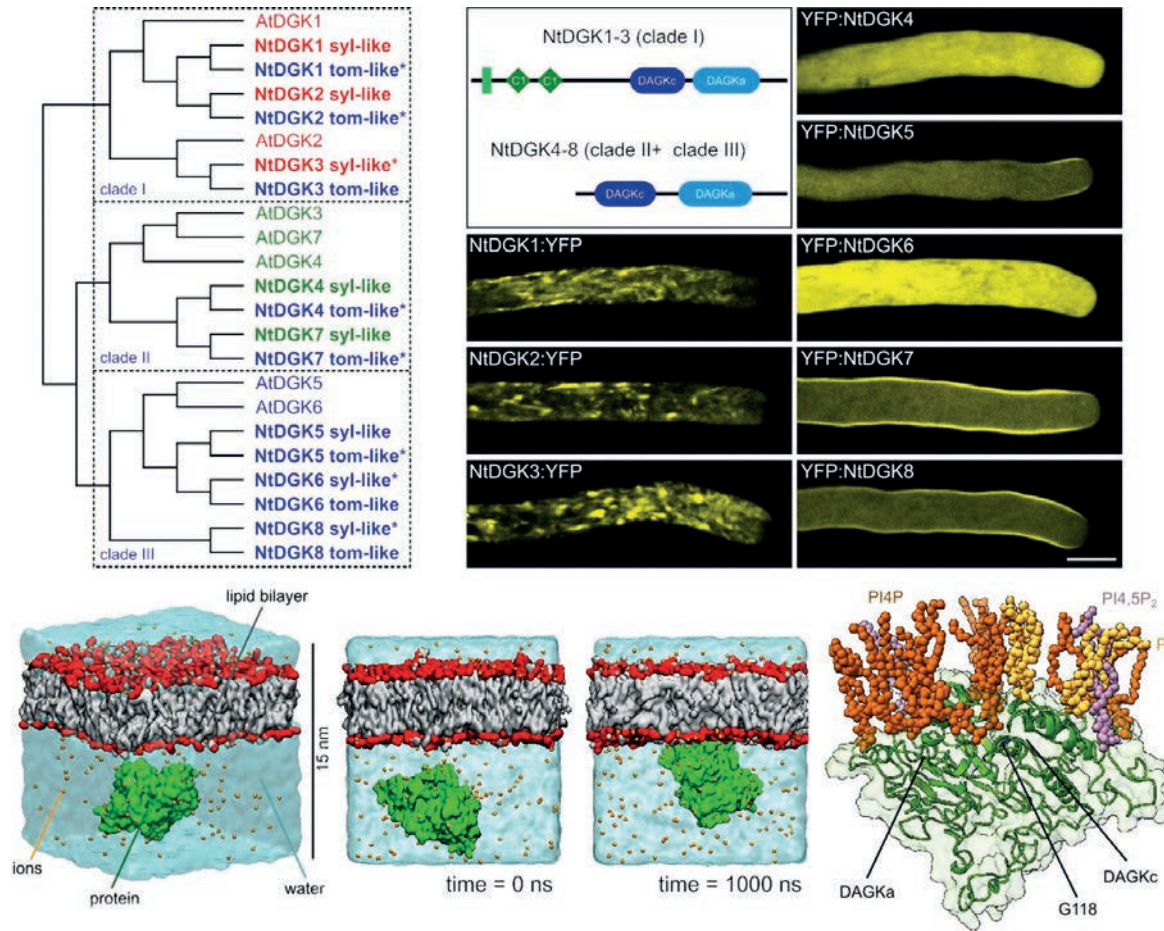 AtDGK1
NtDGK1 syl-like
NtDGK1 tom-like*
NtDGK2 syl-like
NtDGK2 tom-like*
AtDGK2
NtDGK3 syl-like*
NtDGK3 tom-like
clade I
AtDGK3
AtDGK7
AtDGK4
NtDGK4 syl-like
NtDGK4 tom-like*
NtDGK7 syl-like
NtDGK7 tom-like*
clade II
AtDGK5
AtDGK6
NtDGK5 syl-like
NtDGK5 tom-like*
NtDGK6 syl-like*
NtDGK6 tom-like
NtDGK8 syl-like*
NtDGK8 tom-like
clade III
NtDGK1-3 (clade I)
C1 C1 DAGKc DAGKa
NtDGK4-8 (clade II+ clade III)
DAGKc DAGKa
NtDGK1:YFP
NtDGK2:YFP
NtDGK3:YFP
YFP:NtDGK4
YFP:NtDGK5
YFP:NtDGK6
YFP:NtDGK7
YFP:NtDGK8
lipid bilayer
15 nm
ions
protein
water
time = 0 ns
time = 1000 ns
PI4P
PI4,5P₂
P
DAGKa
G118
DAGKc